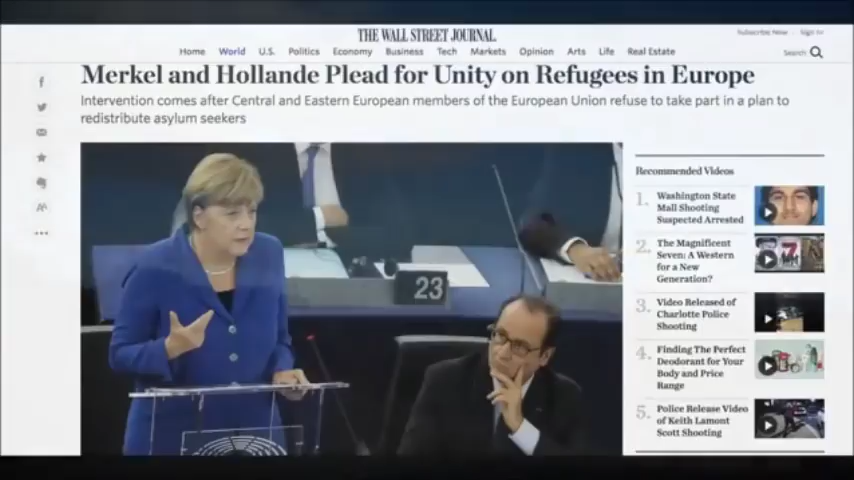 THE WALL STREET JOURNAL.
Subscribe Now
Sign In
Home World U.S. Politics Economy Business Tech Markets Opinion Arts Life Real Estate
Search
Merkel and Hollande Plead for Unity on Refugees in Europe
Intervention comes after Central and Eastern European members of the European Union refuse to take part in a plan to
redistribute asylum seekers
23
Recommended Videos
1. Washington State
Mall Shooting
Suspected Arrested
2. The Magnificent
Seven: A Western
for a New
Generation?
3. Video Released of
Charlotte Police
Shooting
4. Finding The Perfect
Deodorant for Your
Body and Price
Range
5. Police Release Video
of Keith Lamont
Scott Shooting